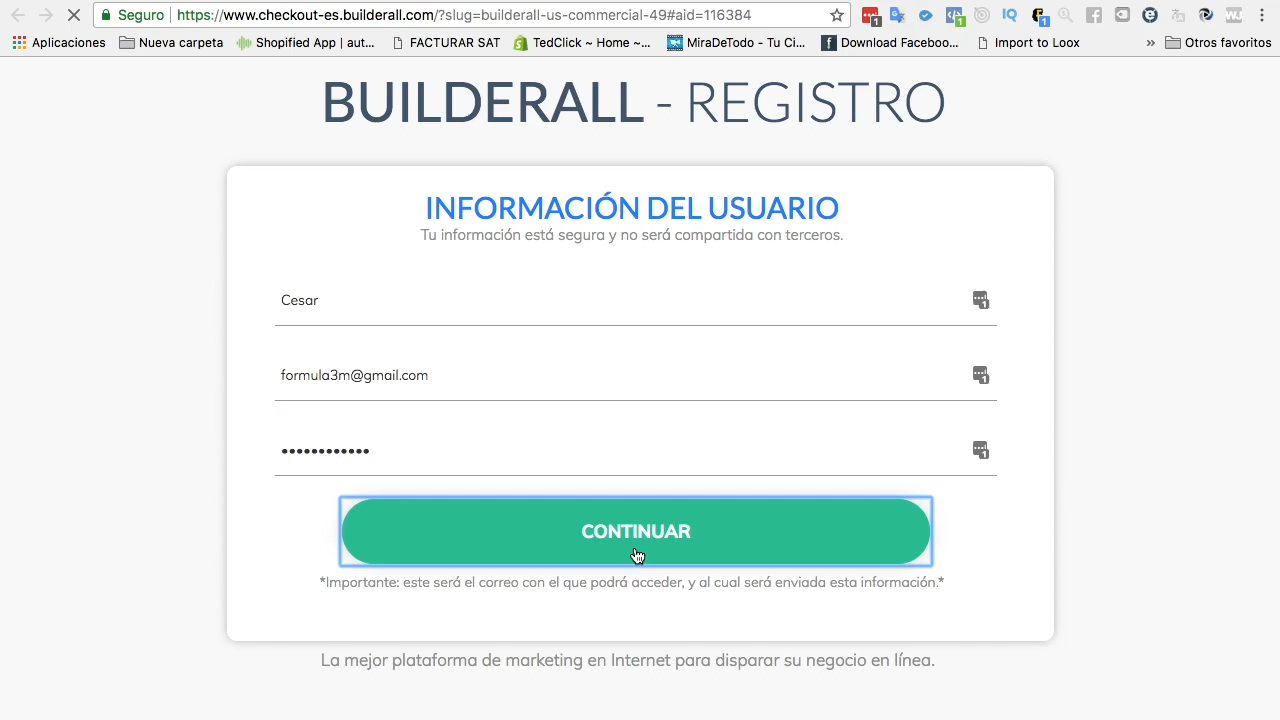 Seguro https://www.checkout-es.builderall.com/?slug=builderall-us-commercial-49#aid=116384
Aplicaciones Nueva carpeta Shopified App | aut... FACTURAR SAT TedClick ~ Home ~... MiraDeTodo - Tu Ci... Download Faceboo... Import to Loox » Otros favoritos
BUILDERALL - REGISTRO
INFORMACIÓN DEL USUARIO
Tu información está segura y no será compartida con terceros.
Cesar
formula3m@gmail.com
••••••••••••
CONTINUAR
*Importante: este será el correo con el que podrá acceder, y al cual será enviada esta información.*
La mejor plataforma de marketing en Internet para disparar su negocio en línea.